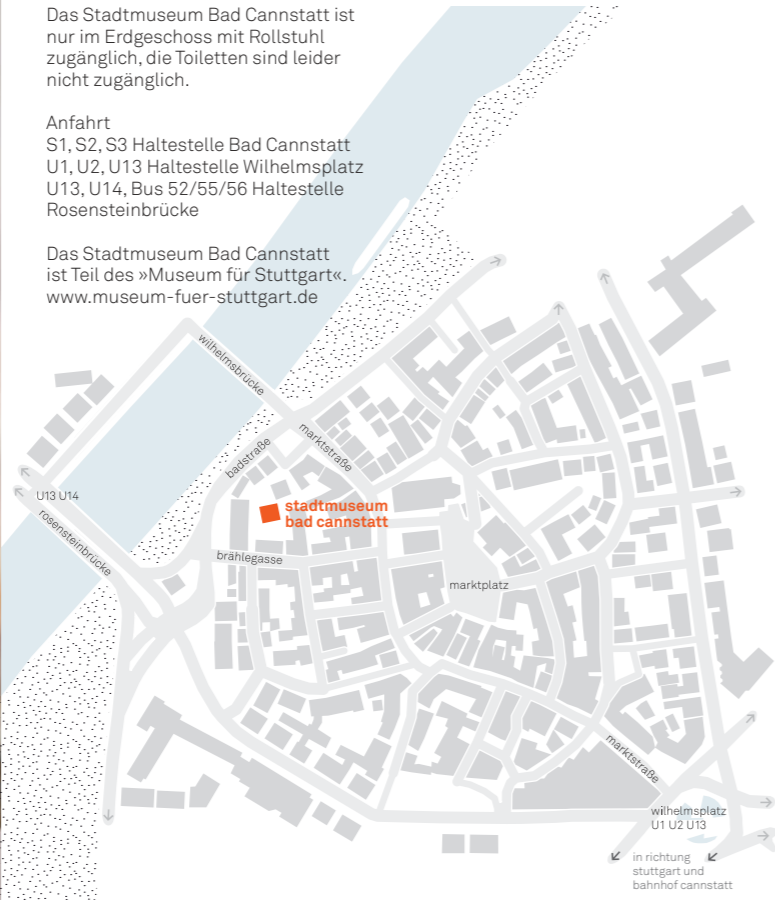 Das Stadtmuseum Bad Cannstatt ist
nur im Erdgeschoss mit Rollstuhl
zugänglich, die Toiletten sind leider
nicht zugänglich.
Anfahrt
S1, S2, S3 Haltestelle Bad Cannstatt
U1, U2, U13 Haltestelle Wilhelmsplatz
U13, U14, Bus 52/55/56 Haltestelle
Rosensteinbrücke
Das Stadtmuseum Bad Cannstatt
ist Teil des »Museum für Stuttgart«.
www.museum-fuer-stuttgart.de
wilhelmsbrücke
marktstraße
badstraße
U13 U14
rosensteinbrücke
stadtmuseum
bad cannstatt
brählegasse
marktplatz
marktstraße
wilhelmsplatz
U1 U2 U13
in richtung
stuttgart und
bahnhof cannstatt